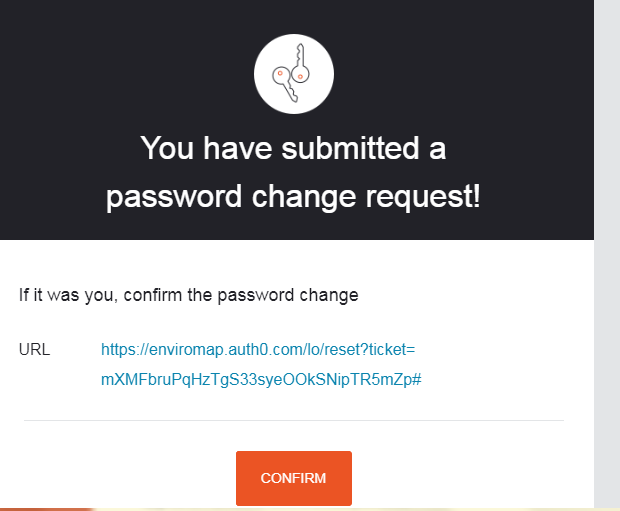 You have submitted a
password change request!
If it was you, confirm the password change
URL https://enviromap.auth0.com/lo/reset?ticket=
mXMFbruPqHzTgS33syeOOkSNipTR5mZp#
CONFIRM